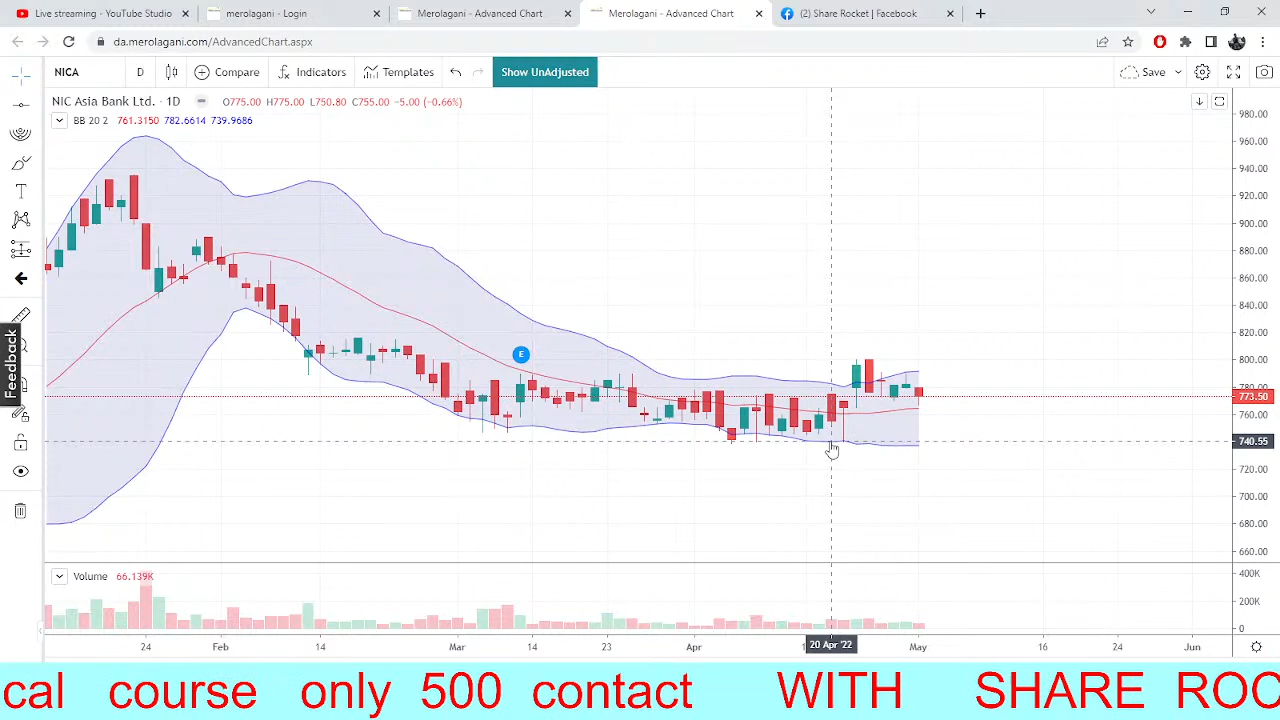 Live streaming - YouTube Studio
merolagani - Login
Merolagani - Advanced Chart
Merolagani - Advanced Chart
(2) Share Rocket | Facebook
da.merolagani.com/AdvancedChart.aspx
NICA D Compare Indicators Templates Show UnAdjusted Save
NIC Asia Bank Ltd. · 1D O775.00 H775.00 L750.80 C755.00 -5.00 (-0.66%)
BB 20 2 761.3150 782.6614 739.9686
980.00
960.00
940.00
920.00
900.00
880.00
860.00
840.00
820.00
800.00
780.00
773.50
760.00
740.55
720.00
700.00
680.00
660.00
E
Feedback
Volume 66.139K
400K
200K
0
24 Feb 14 Mar 14 23 Apr 20 Apr '22 May 16 24 Jun
cal course only 500 contact WITH SHARE ROC